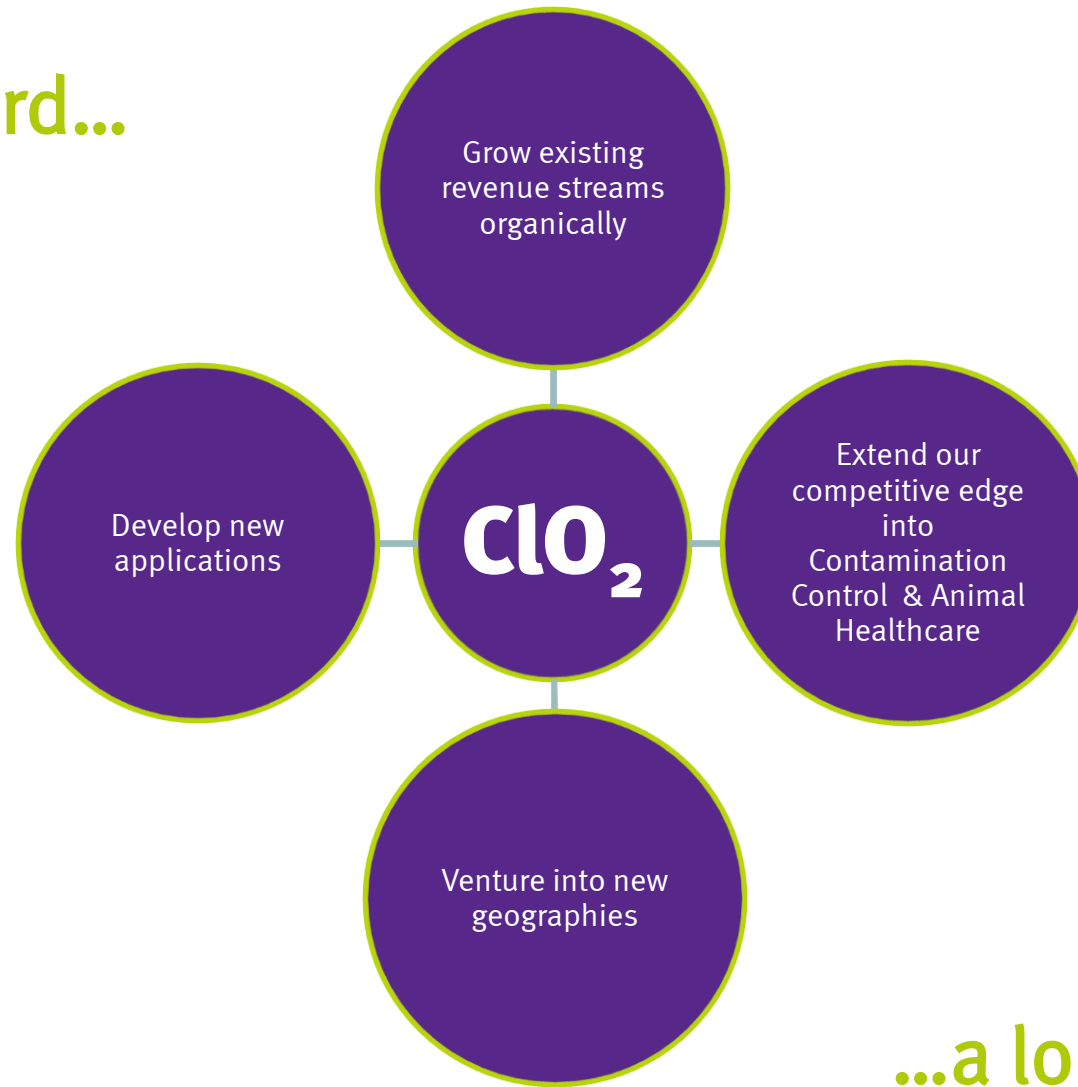 rd...
Grow existing
revenue streams
organically
Develop new
applications
ClO₂
Extend our
competitive edge
into
Contamination
Control & Animal
Healthcare
Venture into new
geographies
...a lo